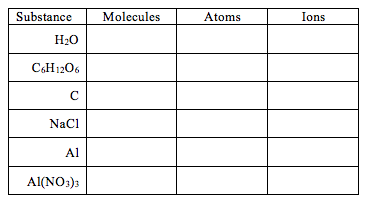 Substance Molecules Atoms Ions
H₂O
C₆H₁₂O₆
C
NaCl
Al
Al(NO₃)₃